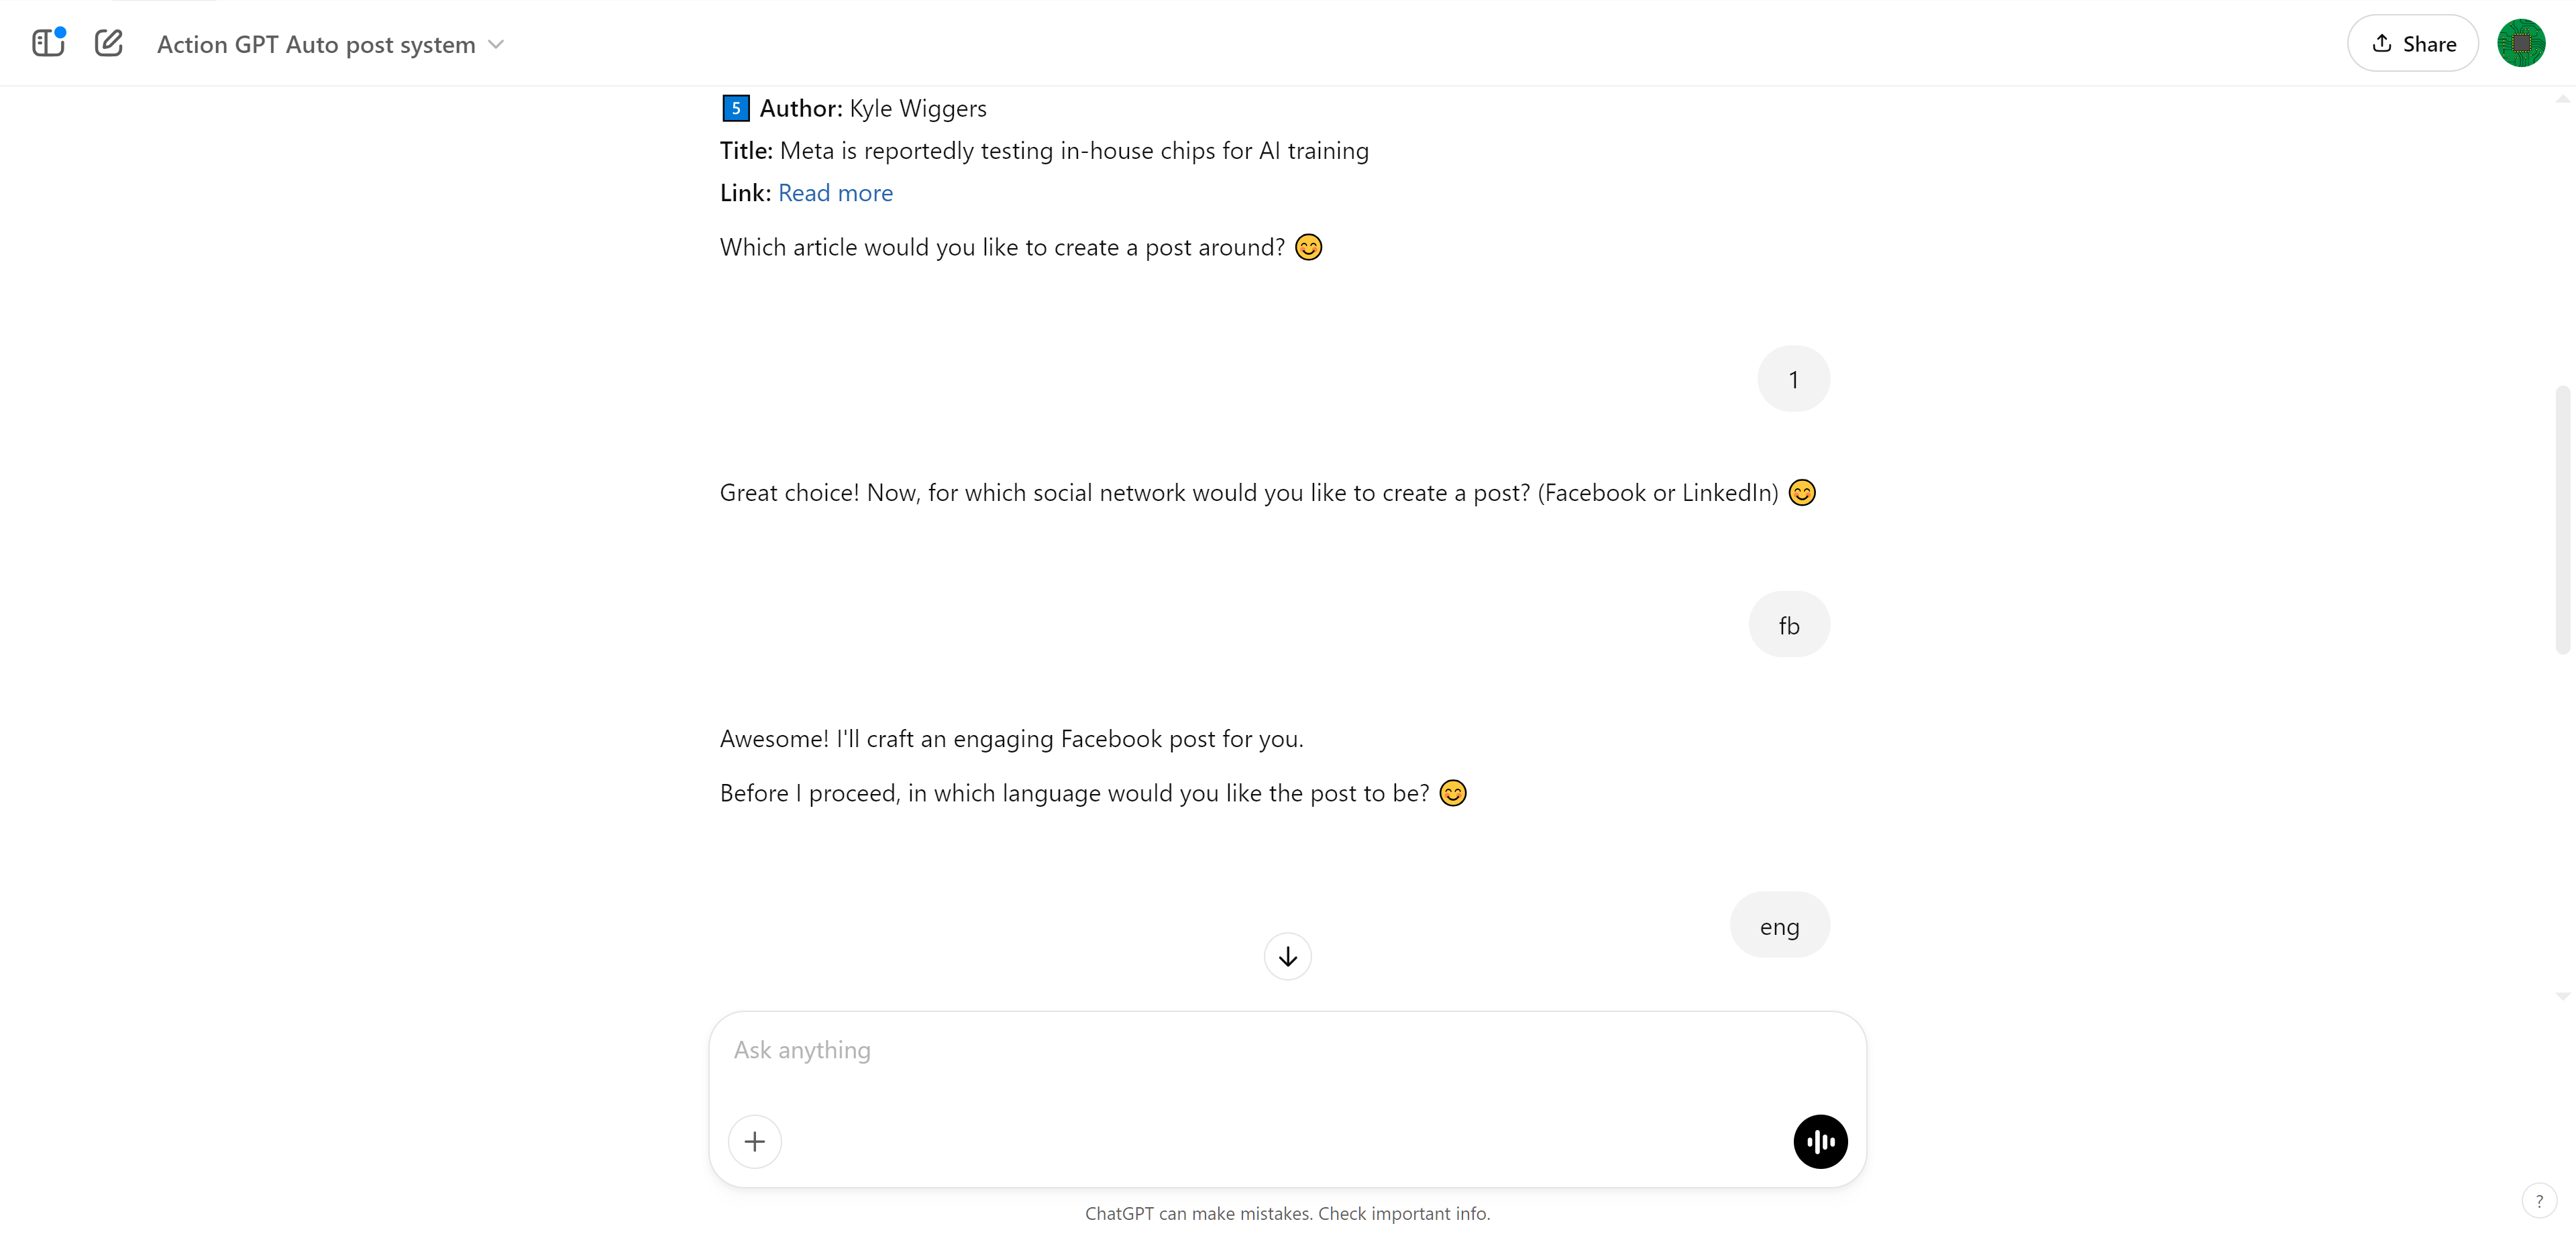 Action GPT Auto post system
Share
5 Author: Kyle Wiggers
Title: Meta is reportedly testing in-house chips for AI training
Link: Read more
Which article would you like to create a post around? 😊
1
Great choice! Now, for which social network would you like to create a post? (Facebook or LinkedIn) 😊
fb
Awesome! I'll craft an engaging Facebook post for you.
Before I proceed, in which language would you like the post to be? 😊
eng
Ask anything
ChatGPT can make mistakes. Check important info.
?